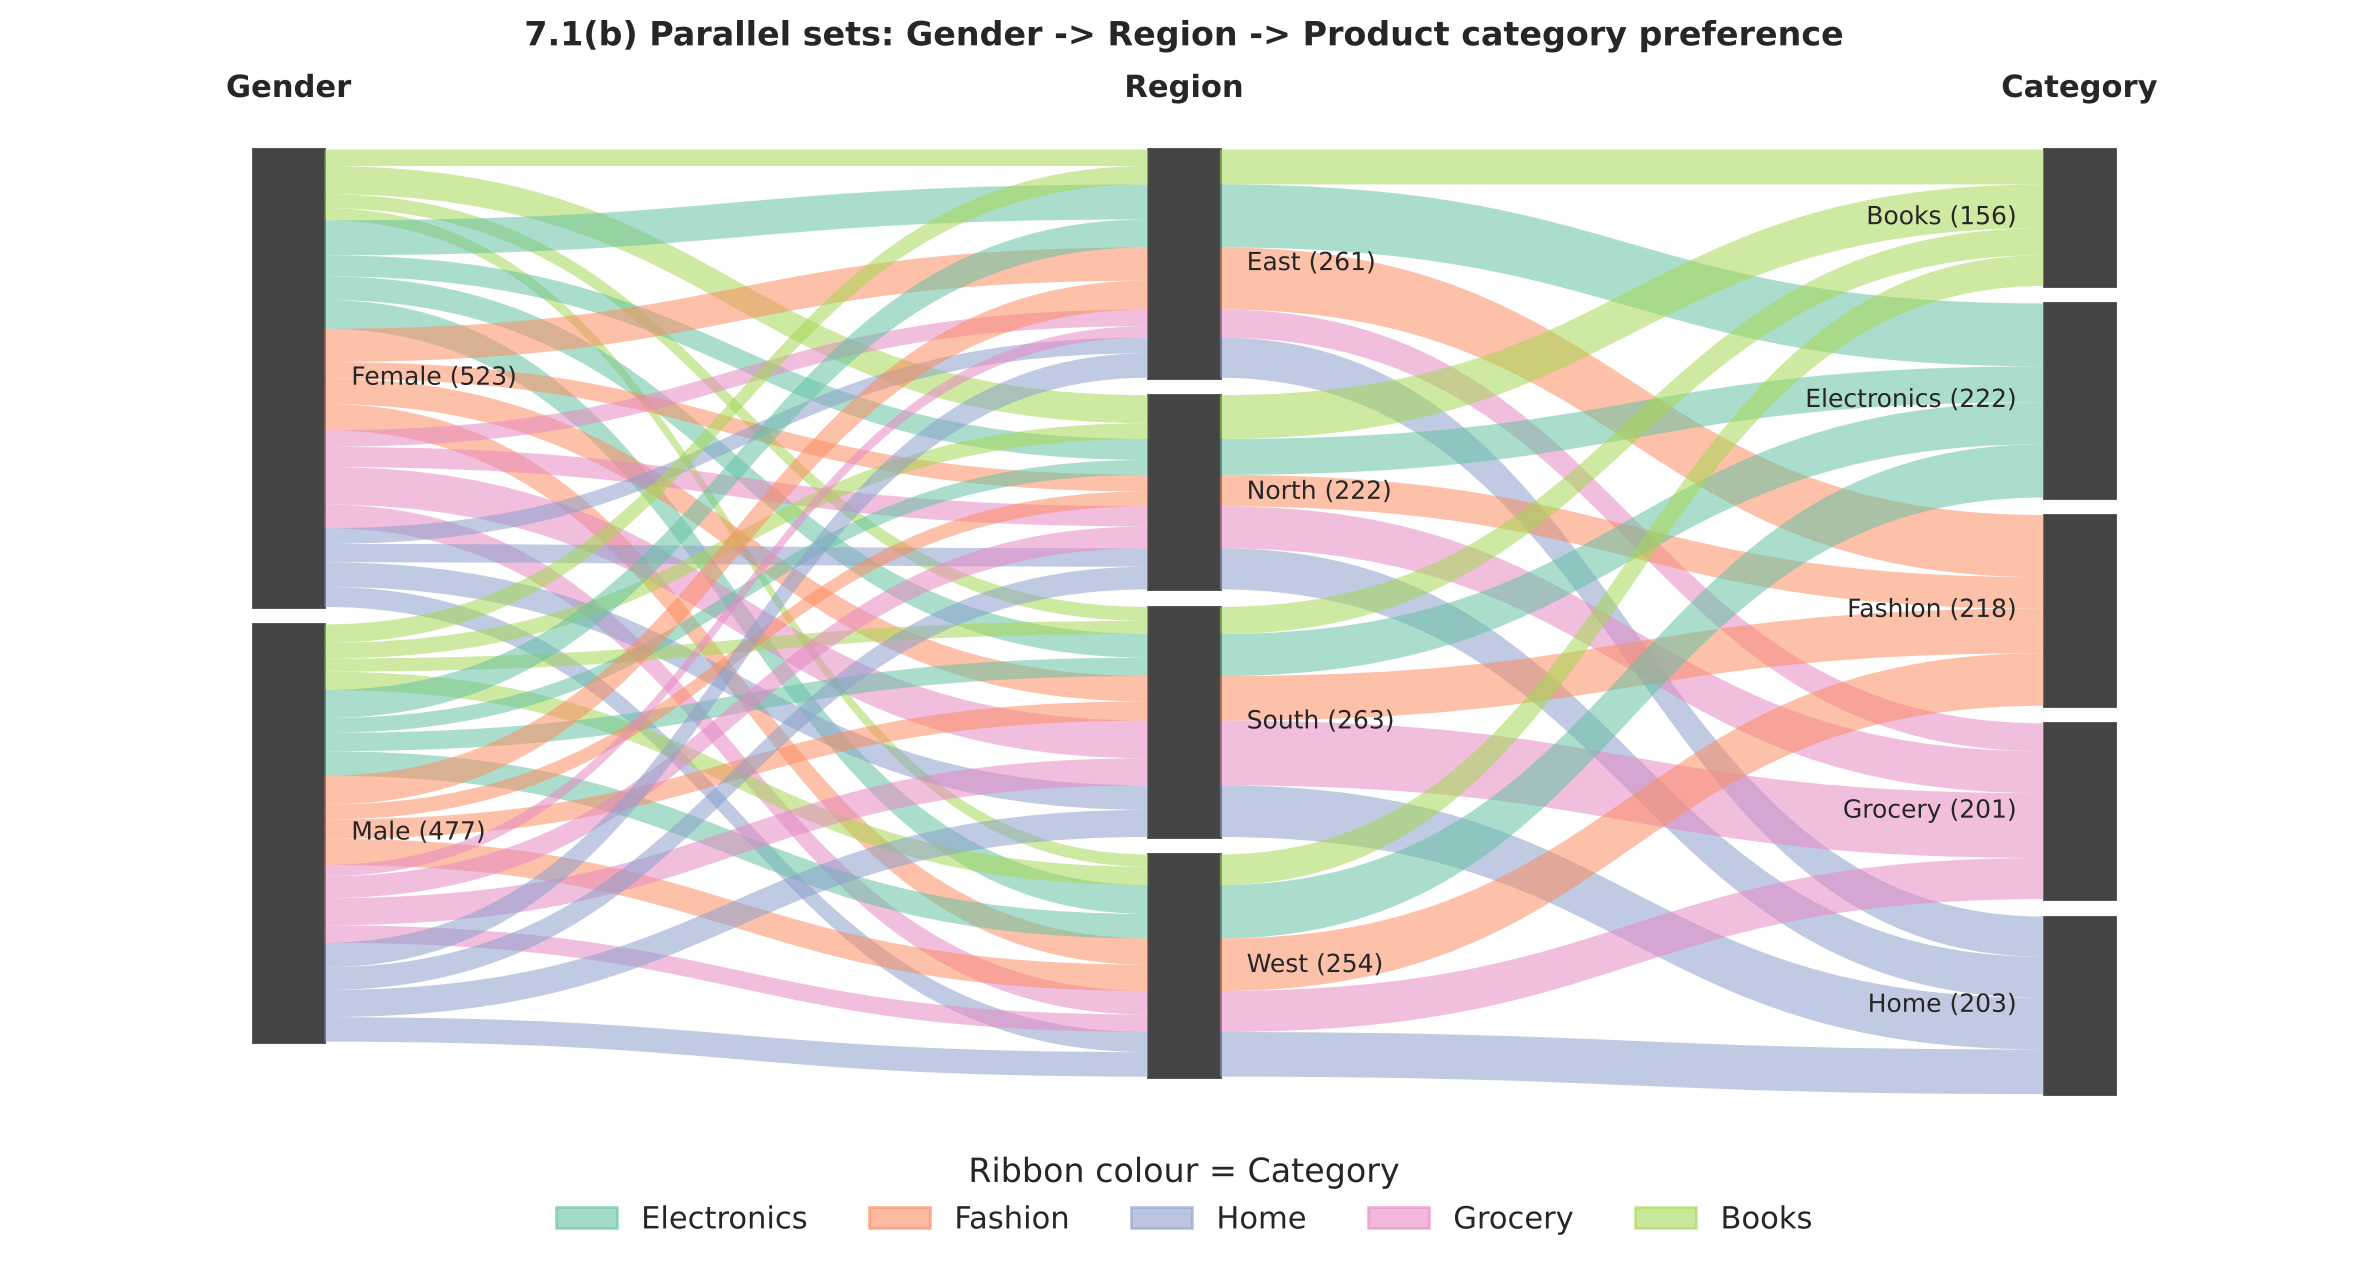 7.1(b) Parallel sets: Gender -> Region -> Product category preference
Gender
Region
Category
Books (156)
East (261)
Female (523)
Electronics (222)
North (222)
Fashion (218)
South (263)
Grocery (201)
Male (477)
West (254)
Home (203)
Ribbon colour = Category
Electronics
Fashion
Home
Grocery
Books